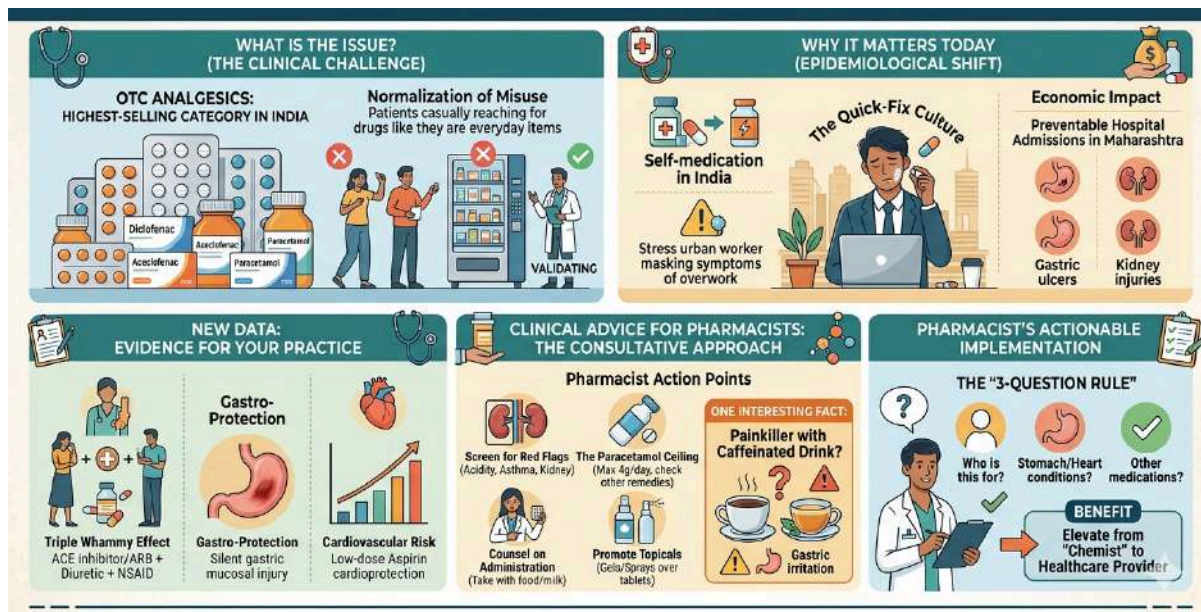 WHAT IS THE ISSUE?
(THE CLINICAL CHALLENGE)
OTC ANALGESICS:
HIGHEST-SELLING CATEGORY IN INDIA
Diclofenac
Aceclofenac
Paracetamol
Aceclofenac
Paracetamol
Normalization of Misuse
Patients casually reaching for
drugs like they are everyday items
VALIDATING
WHY IT MATTERS TODAY
(EPIDEMIOLOGICAL SHIFT)
Self-medication
in India
Stress urban worker
masking symptoms
of overwork
The Quick-Fix Culture
$
Economic Impact
Preventable Hospital
Admissions in Maharashtra
Gastric
ulcers
Kidney
injuries
NEW DATA:
EVIDENCE FOR YOUR PRACTICE
Triple Whammy Effect
ACE inhibitor/ARB +
Diuretic + NSAID
Gastro-
Protection
Gastro-Protection
Silent gastric
mucosal injury
Cardiovascular Risk
Low-dose Aspirin
cardioprotection
CLINICAL ADVICE FOR PHARMACISTS:
THE CONSULTATIVE APPROACH
Pharmacist Action Points
Screen for Red Flags
(Acidity, Asthma, Kidney)
The Paracetamol Ceiling
(Max 4g/day, check
other remedies)
Counsel on
Administration
(Take with food/milk)
Promote Topicals
(Gels/Sprays over
tablets)
ONE INTERESTING FACT:
Painkiller with
Caffeinated Drink?
?
Gastric
irritation
PHARMACIST'S ACTIONABLE
IMPLEMENTATION
THE "3-QUESTION RULE"
?
Who is
this for?
Stomach/Heart
conditions?
Other
medications?
BENEFIT
Elevate from
"Chemist" to
Healthcare Provider